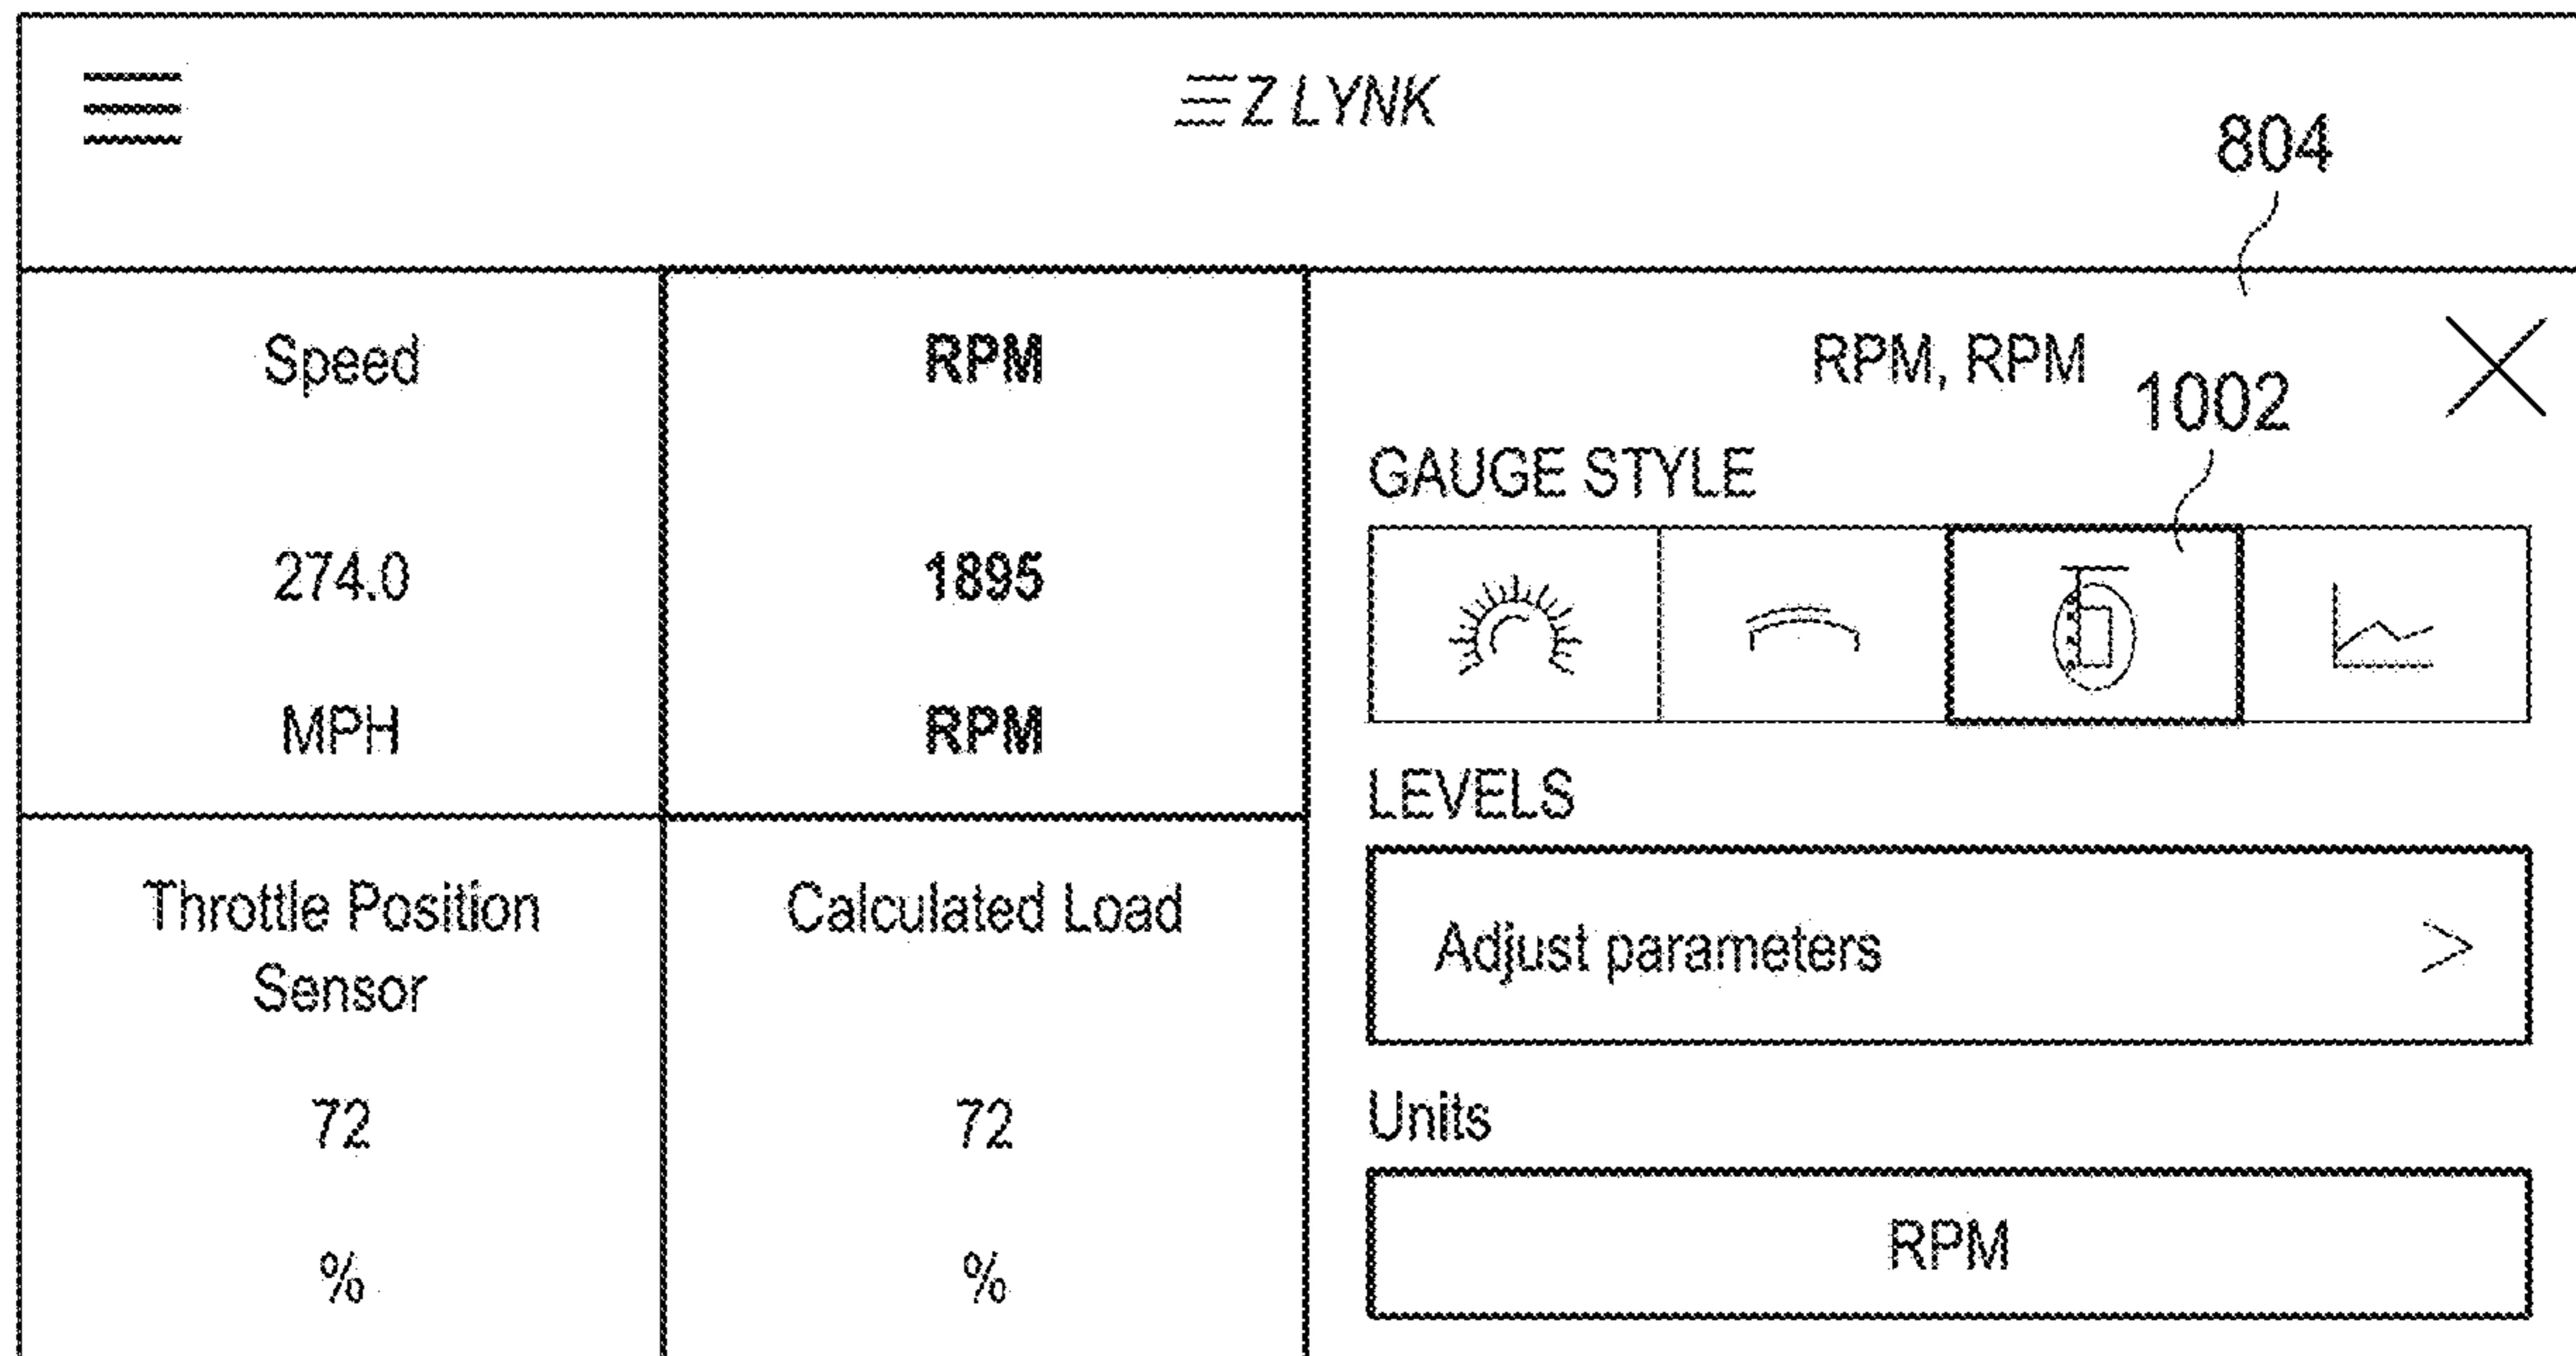 EZ LYNK
804
Speed
274.0
MPH
RPM
1895
RPM
Throttle Position
Sensor
72
%
Calculated Load
72
%
RPM, RPM
1002
GAUGE STYLE
LEVELS
Adjust parameters >
Units
RPM